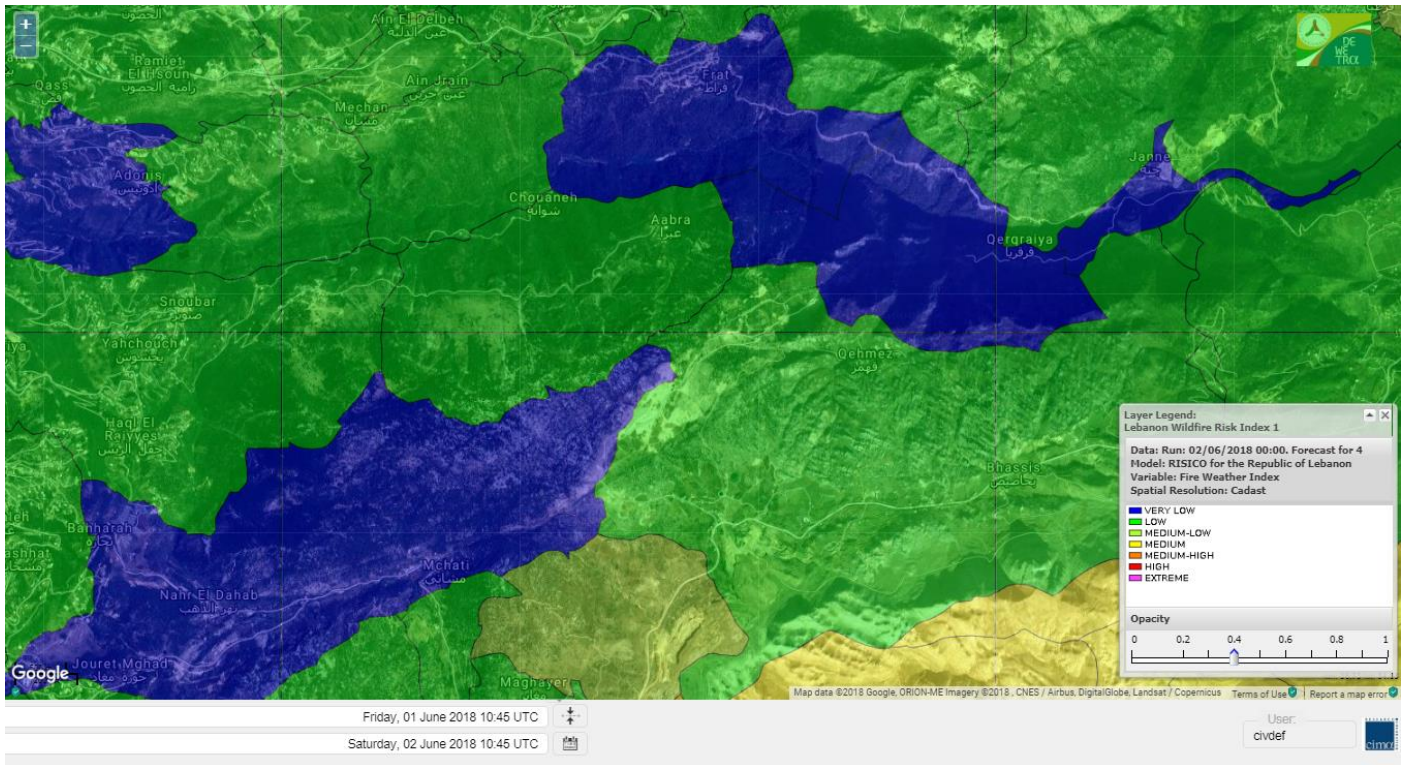 +
−
الحصون
Ain El Delbeh
عين الدلبة
DE
WE
TRα
Ramiet
El Hsoun
رامية الحصون
Qass
Ain Jrain
عين جرين
Mechan
مشان
Frat
فراط
Adonis
أدونيس
Janne
جنة
Chouaneh
شوانه
Aabra
عبرا
Qerqraiya
قرقريا
Snoubar
صنوبر
Yahchouch
يحشوش
Qehmez
قهمز
Haql El
Raiyyes
حقل الريس
Bhassis
بحاصيص
Banharah
Mchati
مشاتي
Nahr El Dahab
نهر الذهب
Jouret Mghad
Google
Maghayer
Layer Legend:
Lebanon Wildfire Risk Index 1
Data: Run: 02/06/2018 00:00. Forecast for 4
Model: RISICO for the Republic of Lebanon
Variable: Fire Weather Index
Spatial Resolution: Cadast
VERY LOW
LOW
MEDIUM-LOW
MEDIUM
MEDIUM-HIGH
HIGH
EXTREME
Opacity
0 0.2 0.4 0.6 0.8 1
Map data ©2018 Google, ORION-ME Imagery ©2018 , CNES / Airbus, DigitalGlobe, Landsat / Copernicus Terms of Use Report a map error
Friday, 01 June 2018 10:45 UTC
Saturday, 02 June 2018 10:45 UTC
User:
civdef
cima